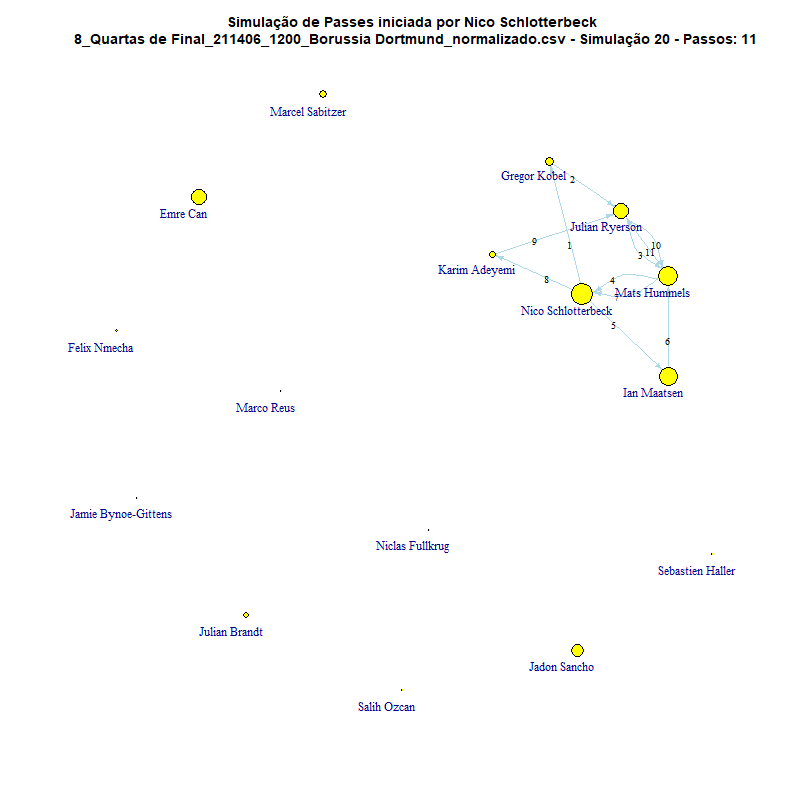 Simulação de Passes iniciada por Nico Schlotterbeck
8_Quartas de Final_211406_1200_Borussia Dortmund_normalizado.csv - Simulação 20 - Passos: 11
Marcel Sabitzer
Gregor Kobel
2
Emre Can
Julian Ryerson
9
1
10
11
3
Karim Adeyemi
8
4
Mats Hummels
7
Nico Schlotterbeck
5
6
Felix Nmecha
Ian Maatsen
Marco Reus
Jamie Bynoe-Gittens
Niclas Fullkrug
Sebastien Haller
Julian Brandt
Jadon Sancho
Salih Ozcan